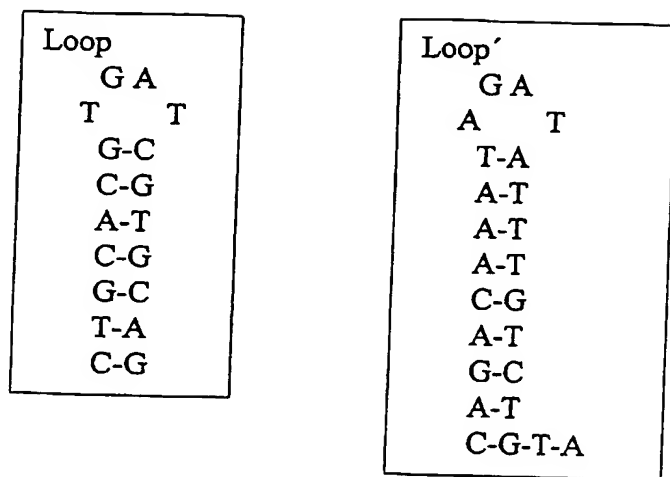 Loop
G A
T T
G-C
C-G
A-T
C-G
G-C
T-A
C-G
Loop´
G A
A T
T-A
A-T
A-T
A-T
C-G
A-T
G-C
A-T
C-G-T-A